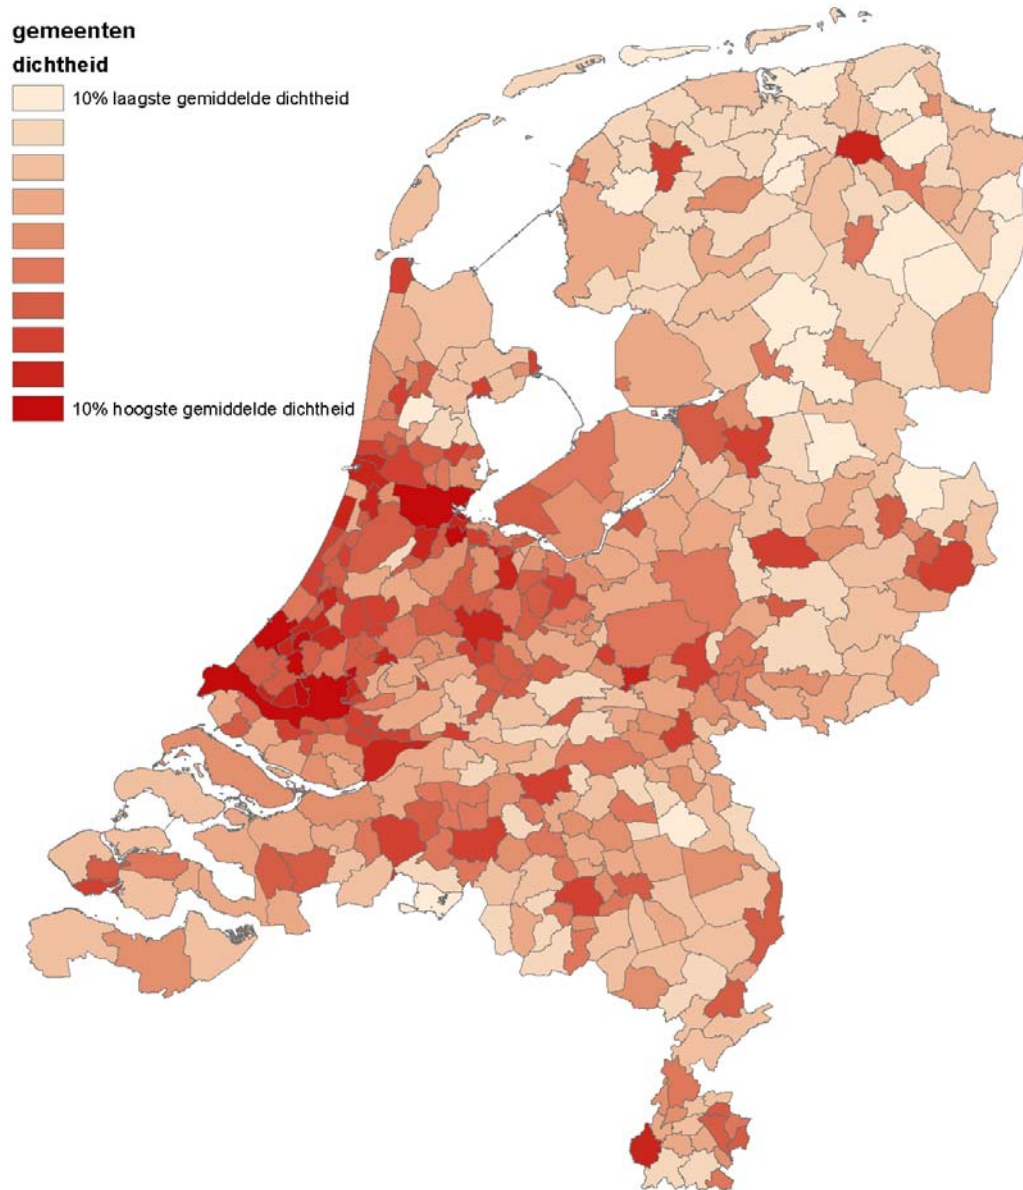 gemeenten
dichtheid
10% laagste gemiddelde dichtheid
10% hoogste gemiddelde dichtheid